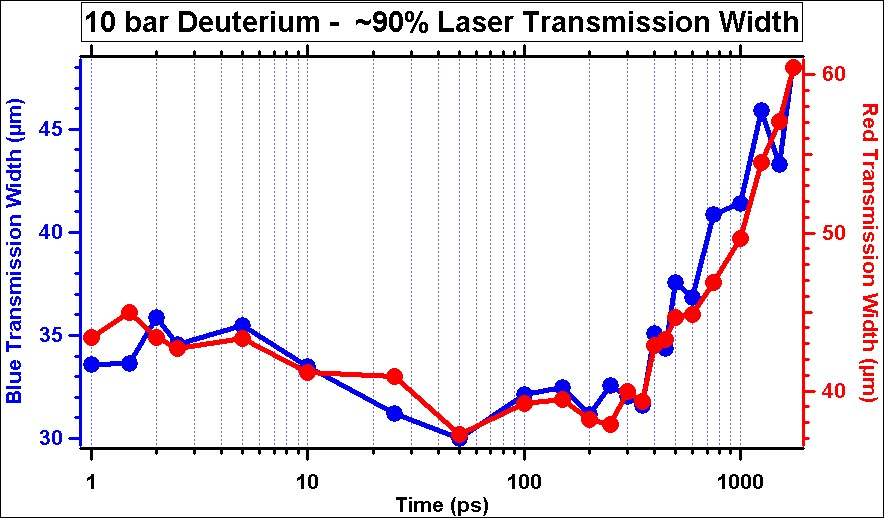 10 bar Deuterium - ~90% Laser Transmission Width
Blue Transmission Width (µm)
45
40
35
30
60
50
40
Red Transmission Width (µm)
1 10 100 1000
Time (ps)